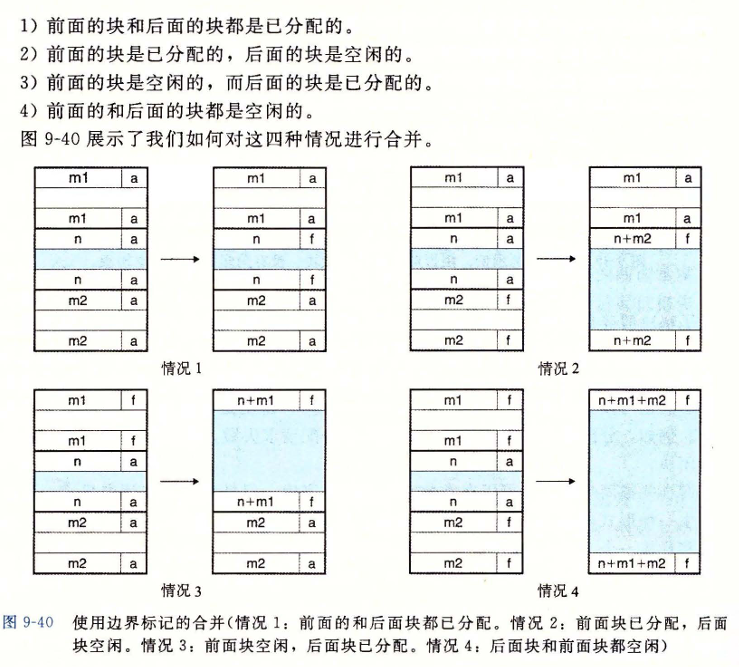 1）前面的块和后面的块都是已分配的。
2）前面的块是已分配的，后面的块是空闲的。
3）前面的块是空闲的，而后面的块是已分配的。
4）前面的和后面的块都是空闲的。
图 9-40 展示了我们如何对这四种情况进行合并。
m1 a m1 a m1 a m1 a
m1 a m1 a m1 a m1 a
n a n f n a n+m2 f
n a n f n a
m2 a m2 a m2 f
m2 a m2 a m2 f n+m2 f
情况 1 情况 2
m1 f n+m1 f m1 f n+m1+m2 f
m1 f m1 f
n a n a
n a n+m1 f n a
m2 a m2 a m2 f
m2 a m2 a m2 f n+m1+m2 f
情况 3 情况 4
图 9-40 使用边界标记的合并(情况 1：前面的和后面块都已分配。情况 2：前面块已分配，后面
块空闲。情况 3：前面块空闲，后面块已分配。情况 4：后面块和前面块都空闲)